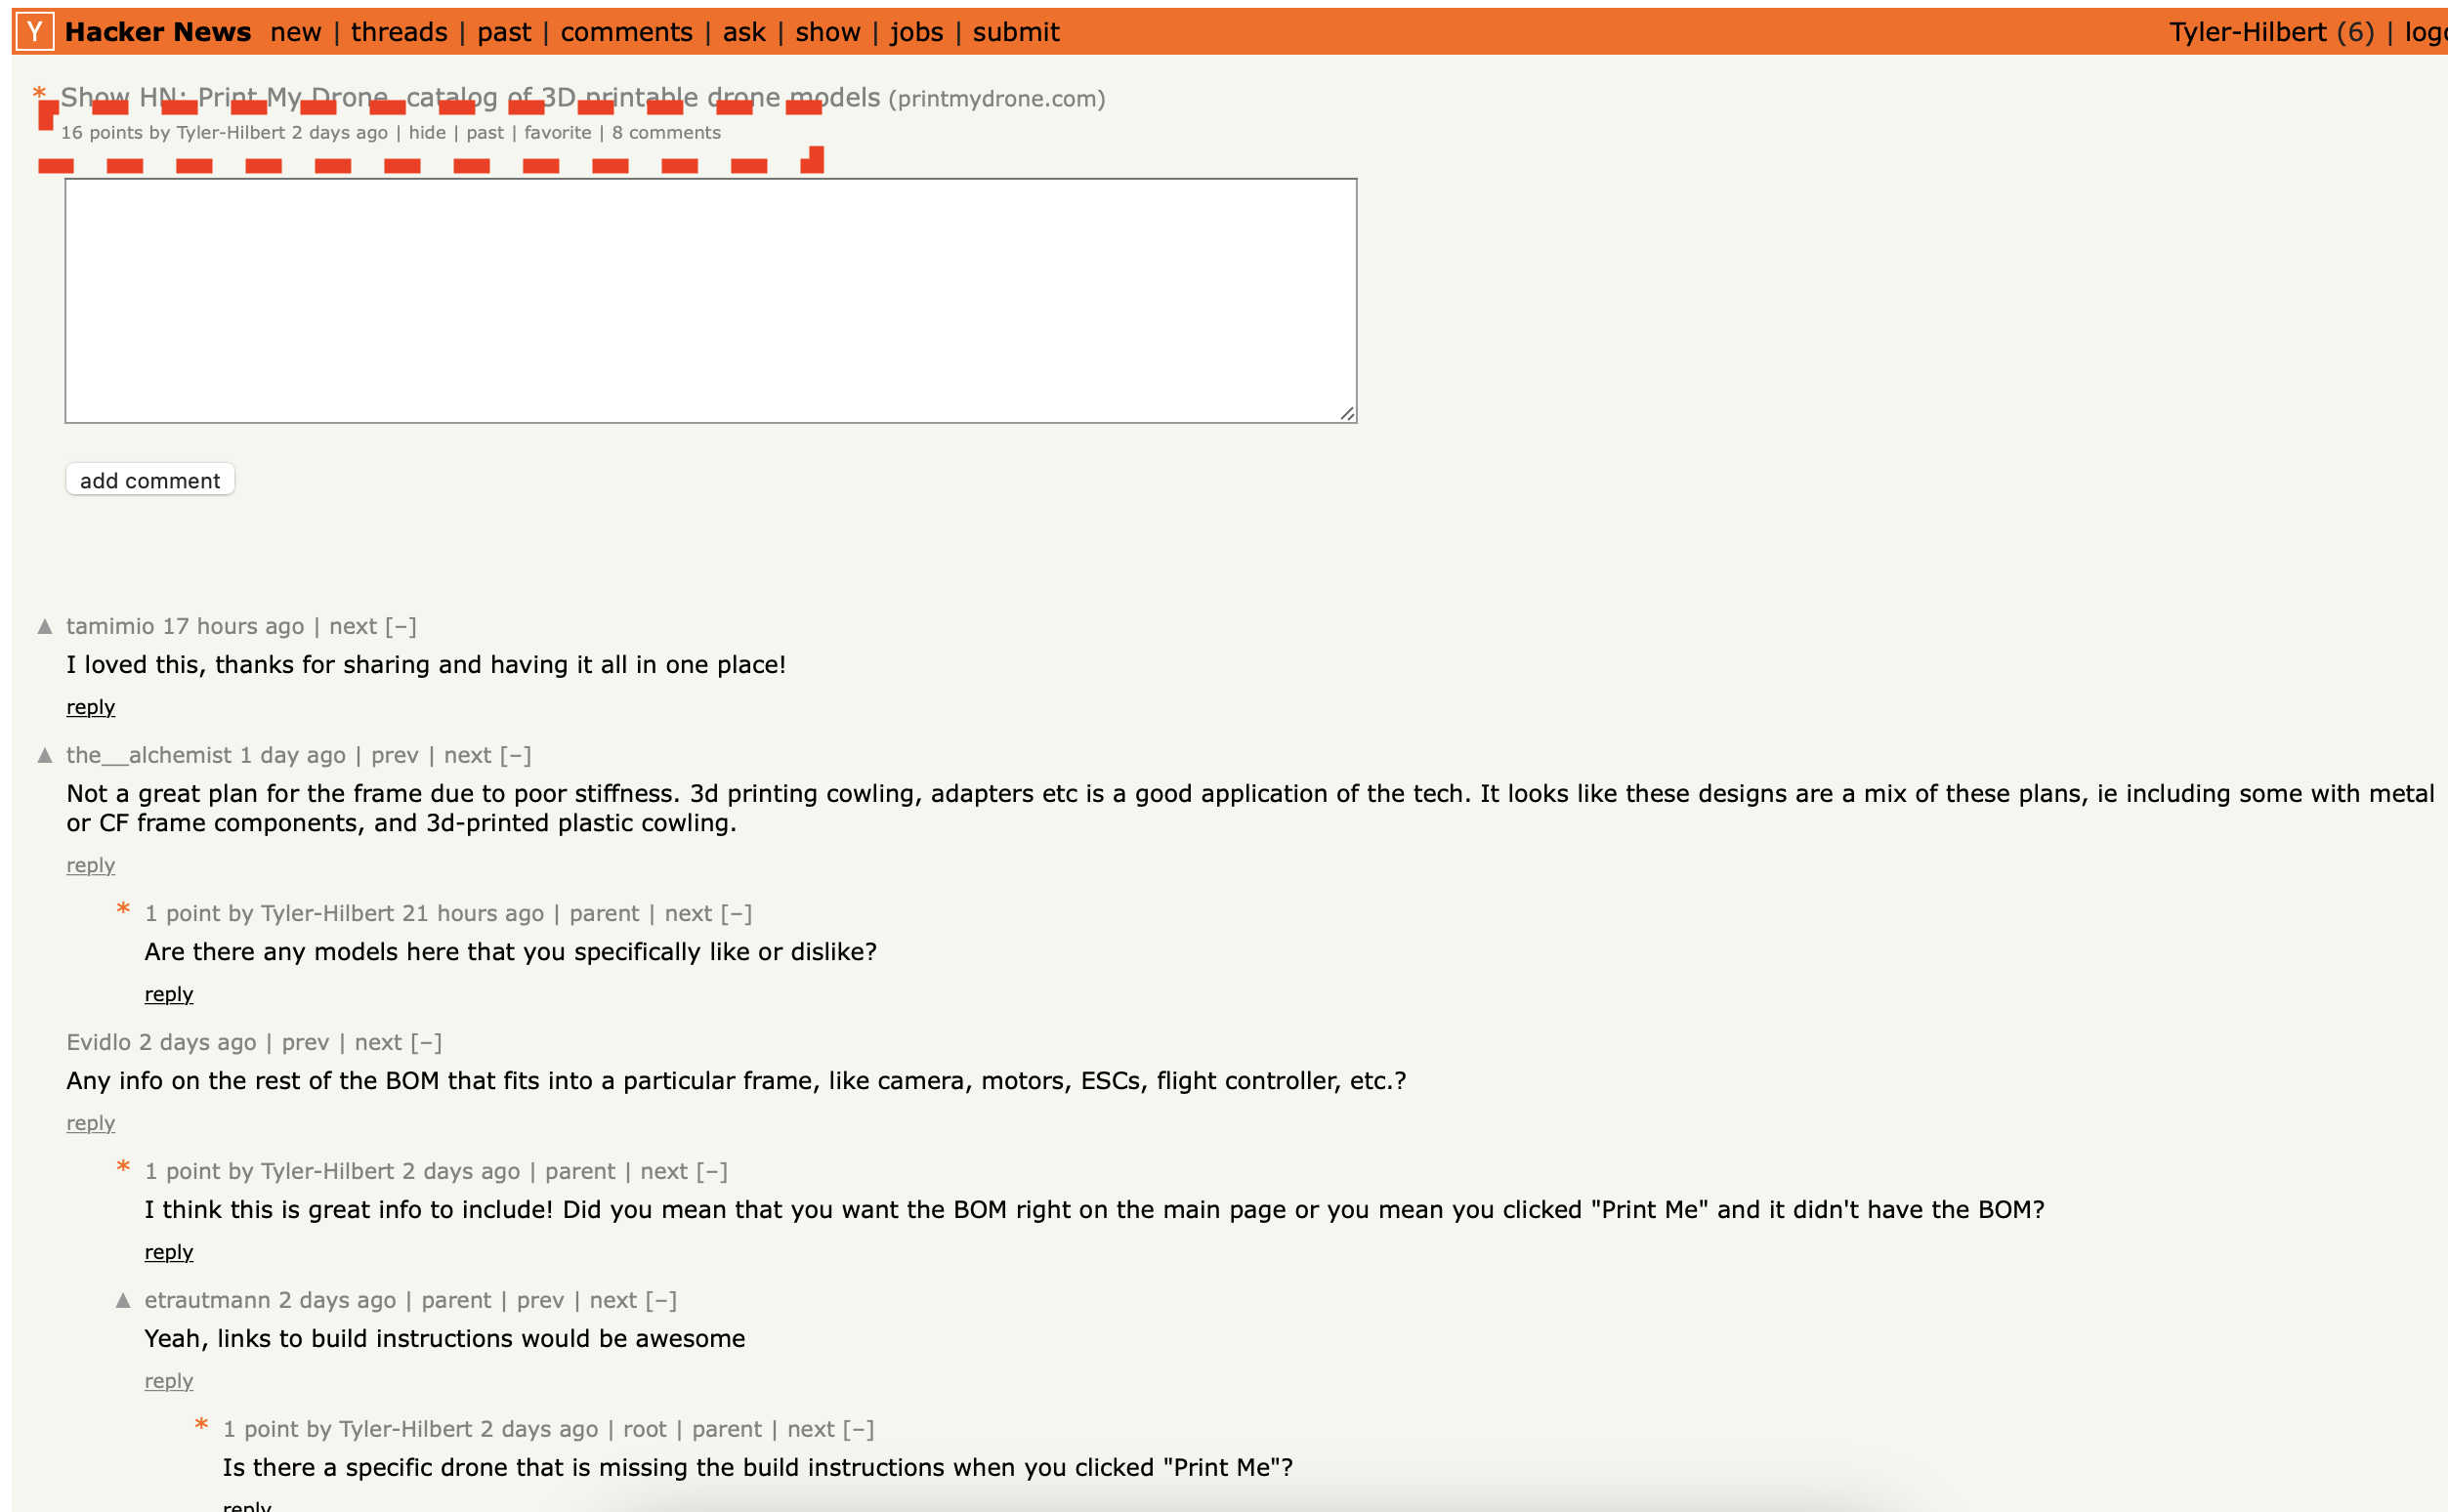 Y Hacker News new | threads | past | comments | ask | show | jobs | submit Tyler-Hilbert (6) |
* Show HN: Print My Drone, catalog of 3D printable drone models (printmydrone.com)
16 points by Tyler-Hilbert 2 days ago | hide | past | favorite | 8 comments
add comment
▲ tamimio 17 hours ago | next [–]
I loved this, thanks for sharing and having it all in one place!
reply
▲ the__alchemist 1 day ago | prev | next [–]
Not a great plan for the frame due to poor stiffness. 3d printing cowling, adapters etc is a good application of the tech. It looks like these designs are a mix of these plans, ie including some with metal
or CF frame components, and 3d-printed plastic cowling.
reply
* 1 point by Tyler-Hilbert 21 hours ago | parent | next [–]
Are there any models here that you specifically like or dislike?
reply
Evidlo 2 days ago | prev | next [–]
Any info on the rest of the BOM that fits into a particular frame, like camera, motors, ESCs, flight controller, etc.?
reply
* 1 point by Tyler-Hilbert 2 days ago | parent | next [–]
I think this is great info to include! Did you mean that you want the BOM right on the main page or you mean you clicked "Print Me" and it didn't have the BOM?
reply
▲ etrautmann 2 days ago | parent | prev | next [–]
Yeah, links to build instructions would be awesome
reply
* 1 point by Tyler-Hilbert 2 days ago | root | parent | next [–]
Is there a specific drone that is missing the build instructions when you clicked "Print Me"?
reply